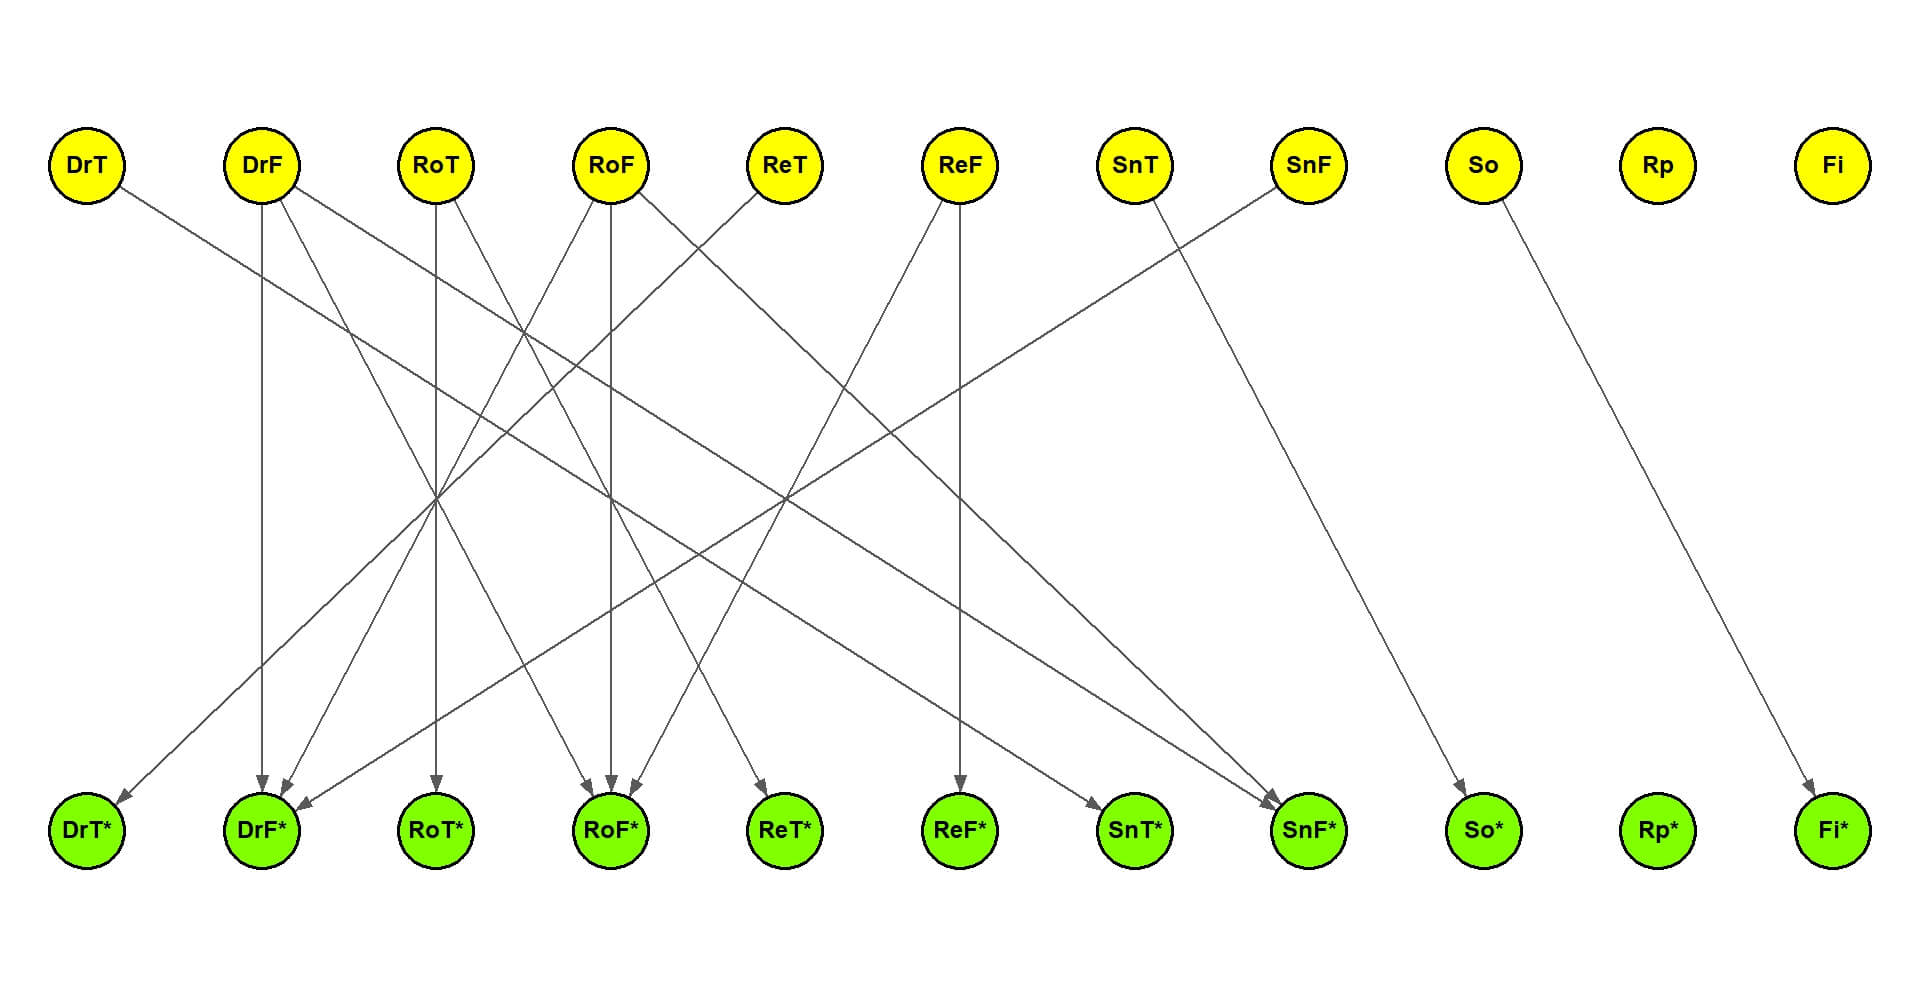 DrT DrF RoT RoF ReT ReF SnT SnF So Rp Fi
DrT* DrF* RoT* RoF* ReT* ReF* SnT* SnF* So* Rp* Fi*